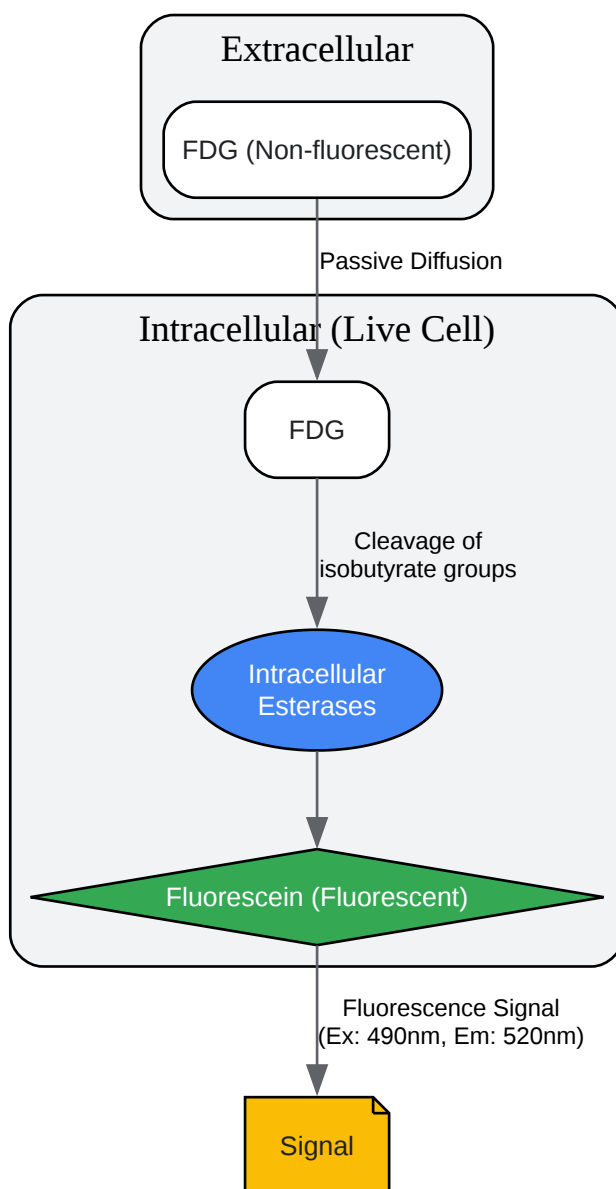 Extracellular
FDG (Non-fluorescent)
Passive Diffusion
Intracellular (Live Cell)
FDG
Cleavage of
isobutyrate groups
Intracellular
Esterases
Fluorescein (Fluorescent)
Fluorescence Signal
(Ex: 490nm, Em: 520nm)
Signal